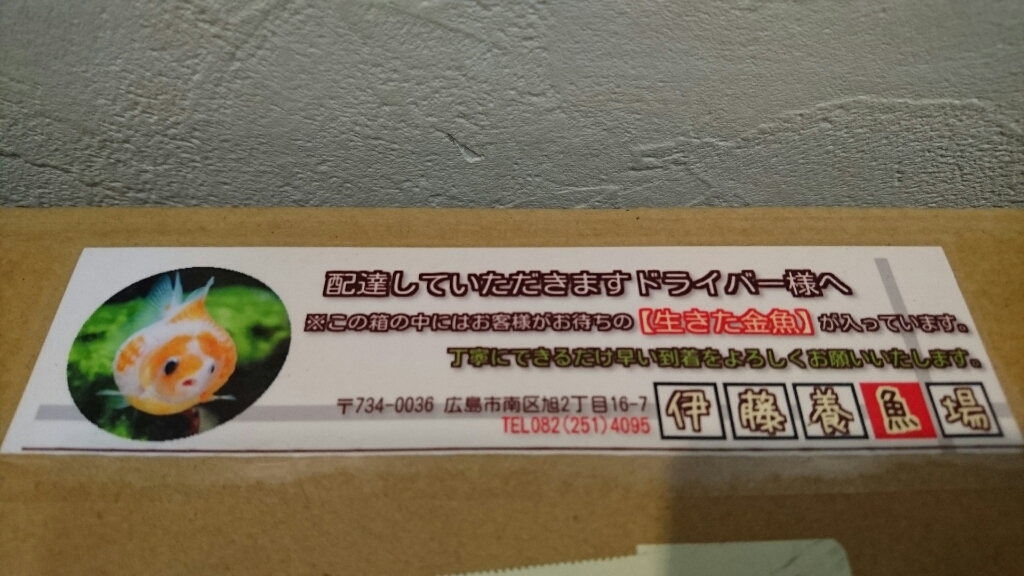 配達していただきますドライバー様へ
※この箱の中にはお客様がお待ちの【生きた金魚】が入っています。
丁寧にできるだけ早い到着をよろしくお願いいたします。
〒734-0036 広島市南区旭2丁目16-7
TEL082(251)4095
伊藤養魚場